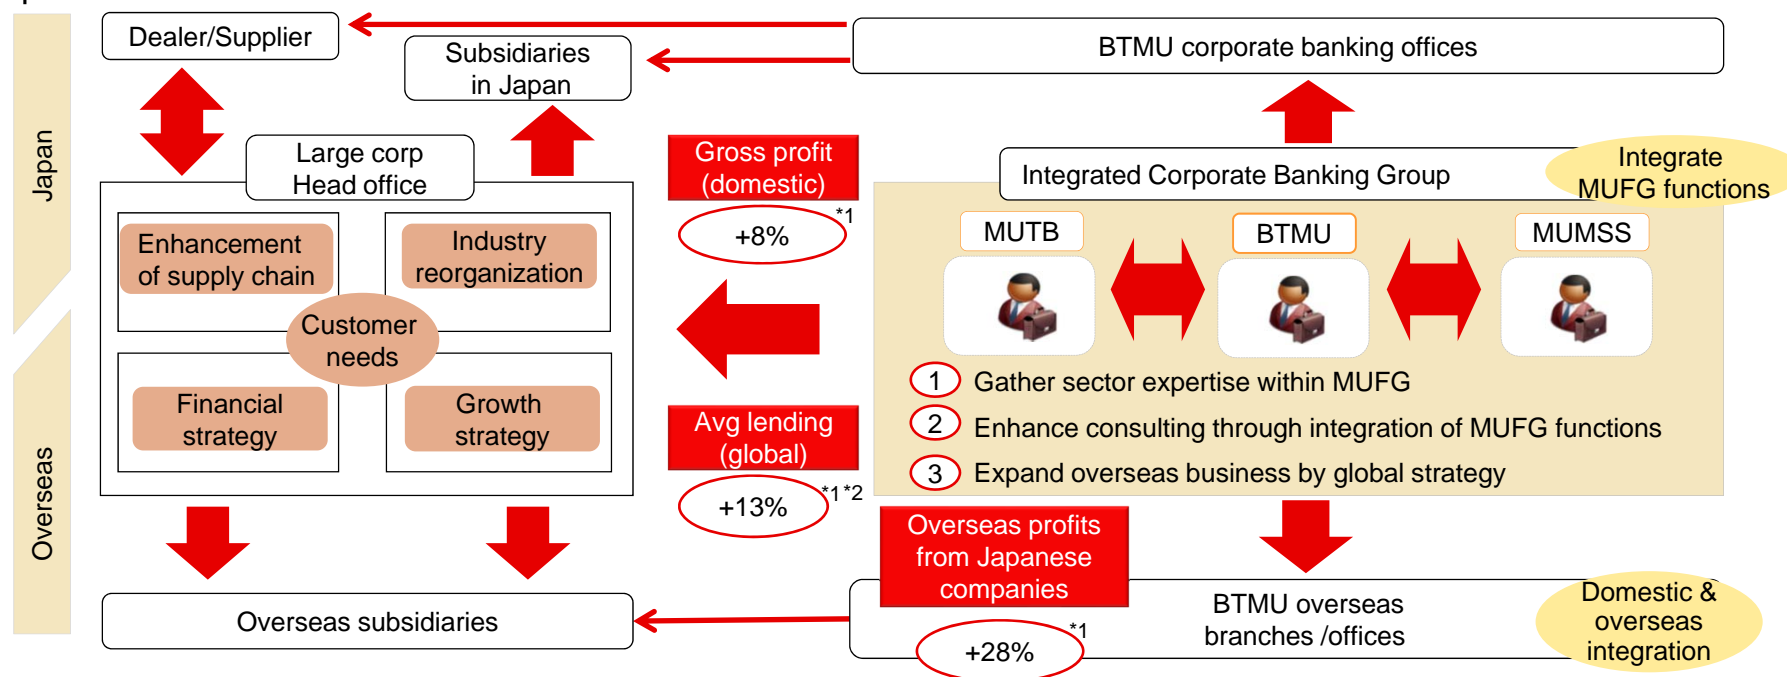 Dealer/Supplier
Subsidiaries
in Japan
BTMU corporate banking offices
Japan
Large corp
Head office
Gross profit
(domestic)
+8%
*1
Integrated Corporate Banking Group
Integrate
MUFG functions
Enhancement
of supply chain
Industry
reorganization
Customer
needs
Financial
strategy
Growth
strategy
MUTB
BTMU
MUMSS
1 Gather sector expertise within MUFG
2 Enhance consulting through integration of MUFG functions
3 Expand overseas business by global strategy
Avg lending
(global)
+13%
*1 *2
Overseas
Overseas profits
from Japanese
companies
+28%
*1
Overseas subsidiaries
BTMU overseas
branches /offices
Domestic &
overseas
integration